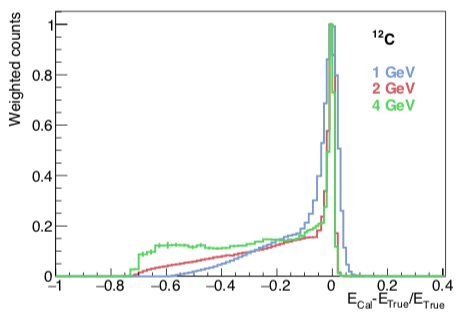 Weighted counts
1
0.8
0.6
0.4
0.2
0
¹²C
1 GeV
2 GeV
4 GeV
−1 −0.8 −0.6 −0.4 −0.2 0 0.2 0.4
E_Cal-E_True/E_True